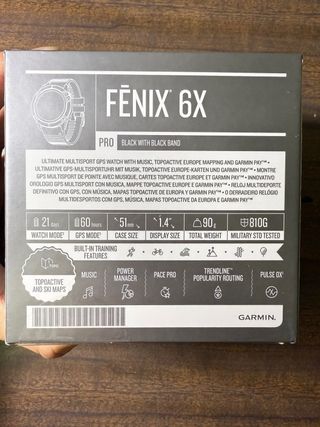 FĒNIX® 6X
PRO BLACK WITH BLACK BAND
ULTIMATE MULTISPORT GPS WATCH WITH MUSIC, TOPOACTIVE EUROPE MAPPING AND GARMIN PAY™ •
ULTIMATIVE GPS-MULTISPORTUHR MIT MUSIK, TOPOACTIVE EUROPE-KARTEN UND GARMIN PAY™ • MONTRE
GPS MULTISPORT DE POINTE AVEC MUSIQUE, CARTES TOPOACTIVE EUROPE ET GARMIN PAY™ • INNOVATIVO
OROLOGIO GPS MULTISPORT CON MUSICA, MAPPE TOPOACTIVE EUROPE E GARMIN PAY™ • RELOJ MULTIDEPORTE
DEFINITIVO CON GPS, CON MÚSICA, MAPAS TOPOACTIVE DE EUROPA Y GARMIN PAY™ • O DERRADEIRO RELÓGIO
MULTIDESPORTOS COM GPS, MÚSICA, MAPAS TOPOACTIVE DA EUROPA E GARMIN PAY™
21 days
60 hours
51 mm
1.4"
90g
810G
WATCH MODE¹
GPS MODE¹
CASE SIZE
DISPLAY SIZE
TOTAL WEIGHT
MILITARY STD TESTED
BUILT-IN TRAINING
FEATURES
TOPOACTIVE
AND SKI MAPS
MUSIC
POWER
MANAGER
PACE PRO
TRENDLINE™
POPULARITY ROUTING
PULSE OX²
GARMIN.